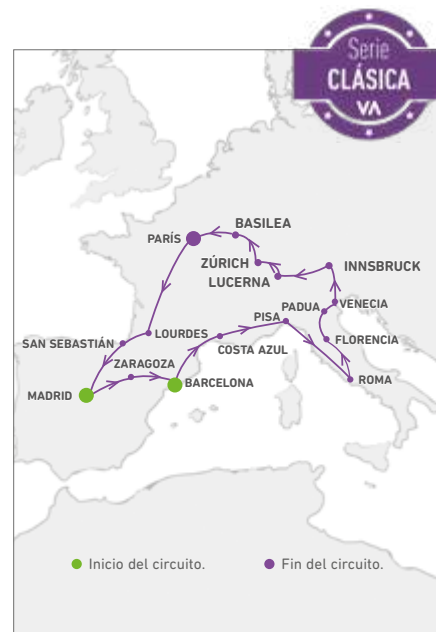 Serie
CLÁSICA
VA
BASILEA
PARÍS
ZÚRICH
INNSBRUCK
LUCERNA
VENECIA
PADUA
PISA
LOURDES
FLORENCIA
SAN SEBASTIÁN
COSTA AZUL
ZARAGOZA
ROMA
BARCELONA
MADRID
Inicio del circuito.
Fin del circuito.